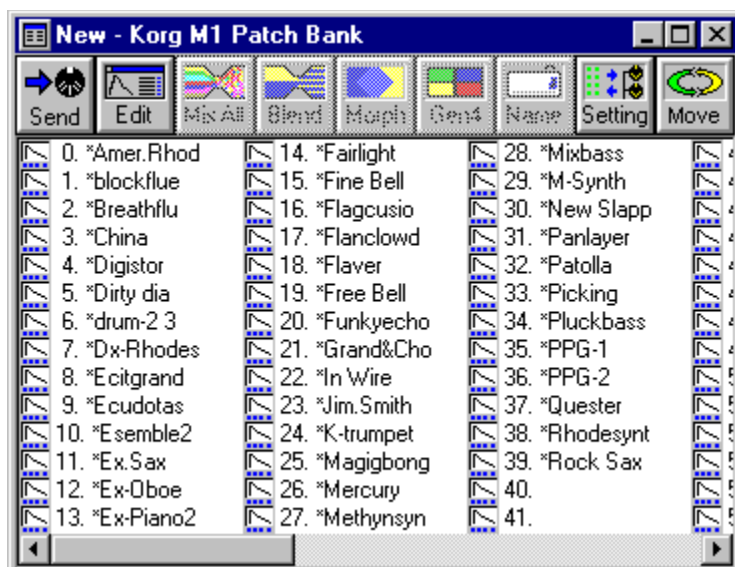 New - Korg M1 Patch Bank
Send Edit Mix All Blend Morph Gen4 Name Setting Move
0. *Amer.Rhod
1. *blockflue
2. *Breathflu
3. *China
4. *Digistor
5. *Dirty dia
6. *drum-2 3
7. *Dx-Rhodes
8. *Ecitgrand
9. *Ecudotas
10. *Esemble2
11. *Ex.Sax
12. *Ex-Oboe
13. *Ex-Piano2
14. *Fairlight
15. *Fine Bell
16. *Flagcusio
17. *Flanclowd
18. *Flaver
19. *Free Bell
20. *Funkyecho
21. *Grand&Cho
22. *In Wire
23. *Jim.Smith
24. *K-trumpet
25. *Magigbong
26. *Mercury
27. *Methynsyn
28. *Mixbass
29. *M-Synth
30. *New Slapp
31. *Panlayer
32. *Patolla
33. *Picking
34. *Pluckbass
35. *PPG-1
36. *PPG-2
37. *Quester
38. *Rhodesynt
39. *Rock Sax
40.
41.